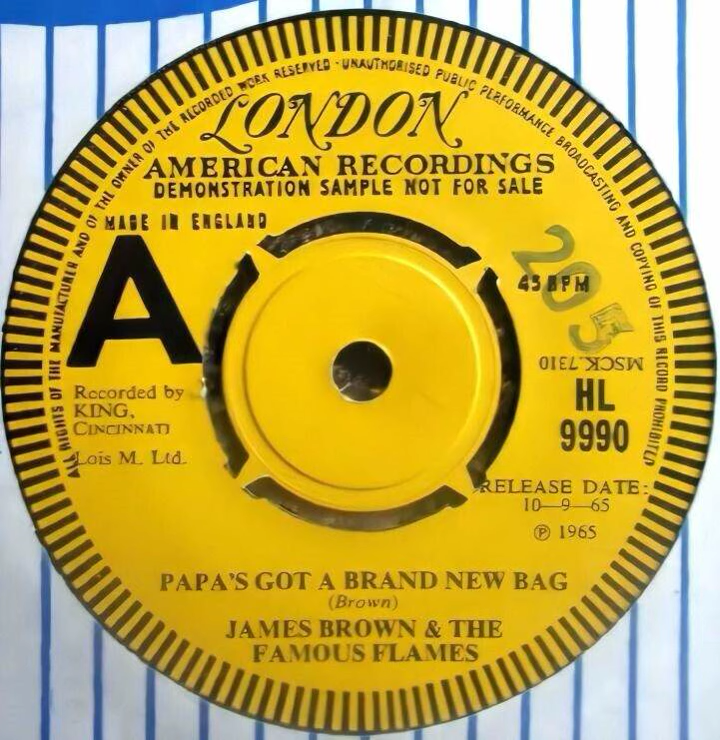 ALL RIGHTS OF THE MANUFACTURER AND OF THE OWNER OF THE RECORDED WORK RESERVED · UNAUTHORISED PUBLIC PERFORMANCE BROADCASTING AND COPYING OF THIS RECORD PROHIBITED
LONDON
AMERICAN RECORDINGS
DEMONSTRATION SAMPLE NOT FOR SALE
MADE IN ENGLAND
A
205
45 RPM
MSCK.7310
Recorded by
KING,
CINCINNATI
HL
9990
Lois M. Ltd.
RELEASE DATE:
10—9—65
℗ 1965
PAPA'S GOT A BRAND NEW BAG
(Brown)
JAMES BROWN & THE
FAMOUS FLAMES